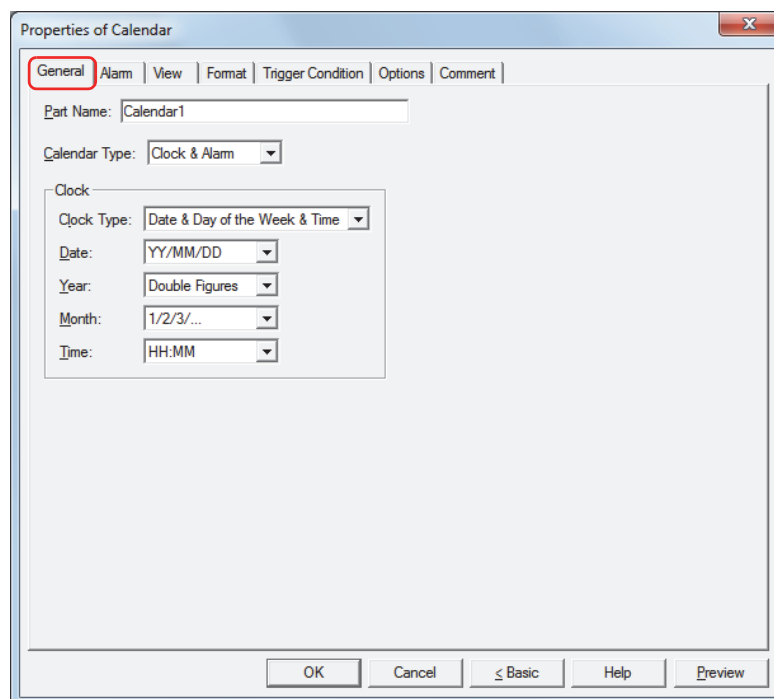 Properties of Calendar
General Alarm View Format Trigger Condition Options Comment
Part Name: Calendar1
Calendar Type: Clock & Alarm
Clock
Clock Type: Date & Day of the Week & Time
Date: YY/MM/DD
Year: Double Figures
Month: 1/2/3/...
Time: HH:MM
OK Cancel < Basic Help Preview